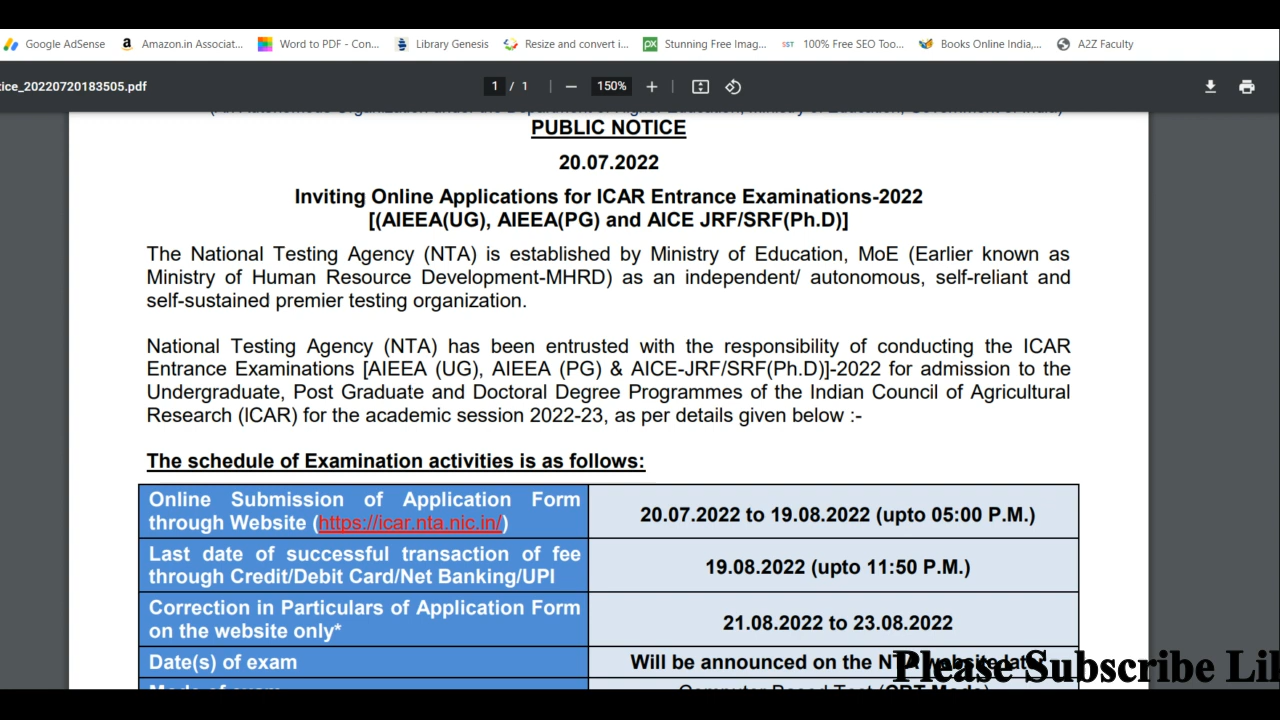 Google AdSense Amazon.in Associat... Word to PDF - Con... Library Genesis Resize and convert i... Stunning Free Imag... 100% Free SEO Too... Books Online India,... A2Z Faculty
ice_20220720183505.pdf 1 / 1 — 150% +
PUBLIC NOTICE
20.07.2022
Inviting Online Applications for ICAR Entrance Examinations-2022
[(AIEEA(UG), AIEEA(PG) and AICE JRF/SRF(Ph.D)]
The National Testing Agency (NTA) is established by Ministry of Education, MoE (Earlier known as
Ministry of Human Resource Development-MHRD) as an independent/ autonomous, self-reliant and
self-sustained premier testing organization.
National Testing Agency (NTA) has been entrusted with the responsibility of conducting the ICAR
Entrance Examinations [AIEEA (UG), AIEEA (PG) & AICE-JRF/SRF(Ph.D)]-2022 for admission to the
Undergraduate, Post Graduate and Doctoral Degree Programmes of the Indian Council of Agricultural
Research (ICAR) for the academic session 2022-23, as per details given below :-
The schedule of Examination activities is as follows:
Online Submission of Application Form
through Website (https://icar.nta.nic.in/)
20.07.2022 to 19.08.2022 (upto 05:00 P.M.)
Last date of successful transaction of fee
through Credit/Debit Card/Net Banking/UPI
19.08.2022 (upto 11:50 P.M.)
Correction in Particulars of Application Form
on the website only*
21.08.2022 to 23.08.2022
Date(s) of exam
Will be announced on the NTA website
Please Subscribe Lik